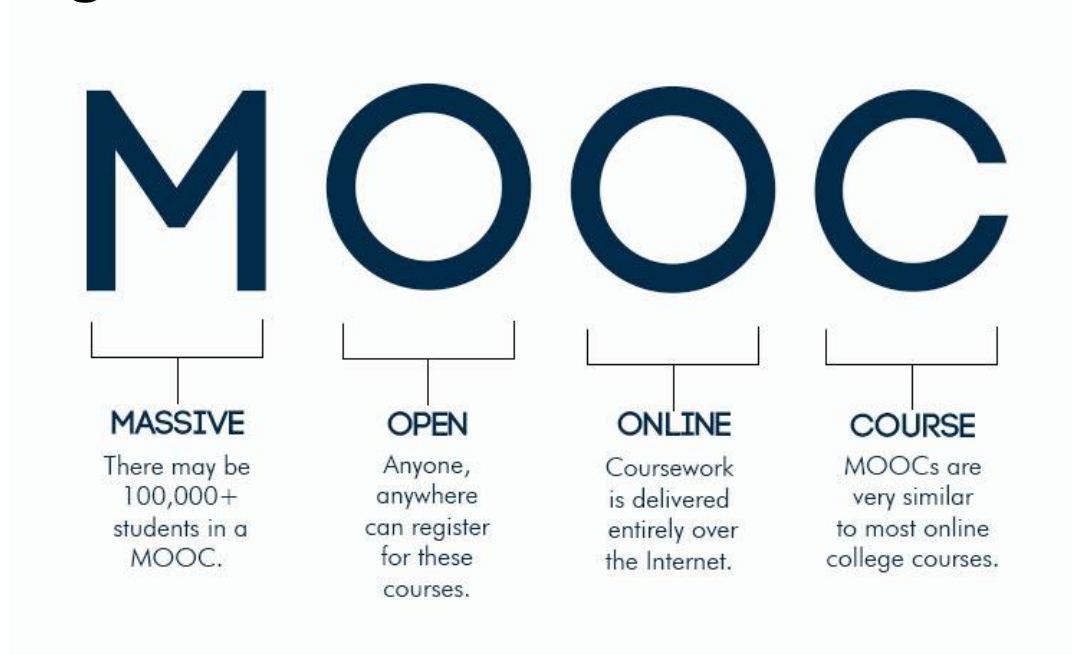 MOOC
MASSIVE
There may be
100,000+
students in a
MOOC.
OPEN
Anyone,
anywhere
can register
for these
courses.
ONLINE
Coursework
is delivered
entirely over
the Internet.
COURSE
MOOCs are
very similar
to most online
college courses.